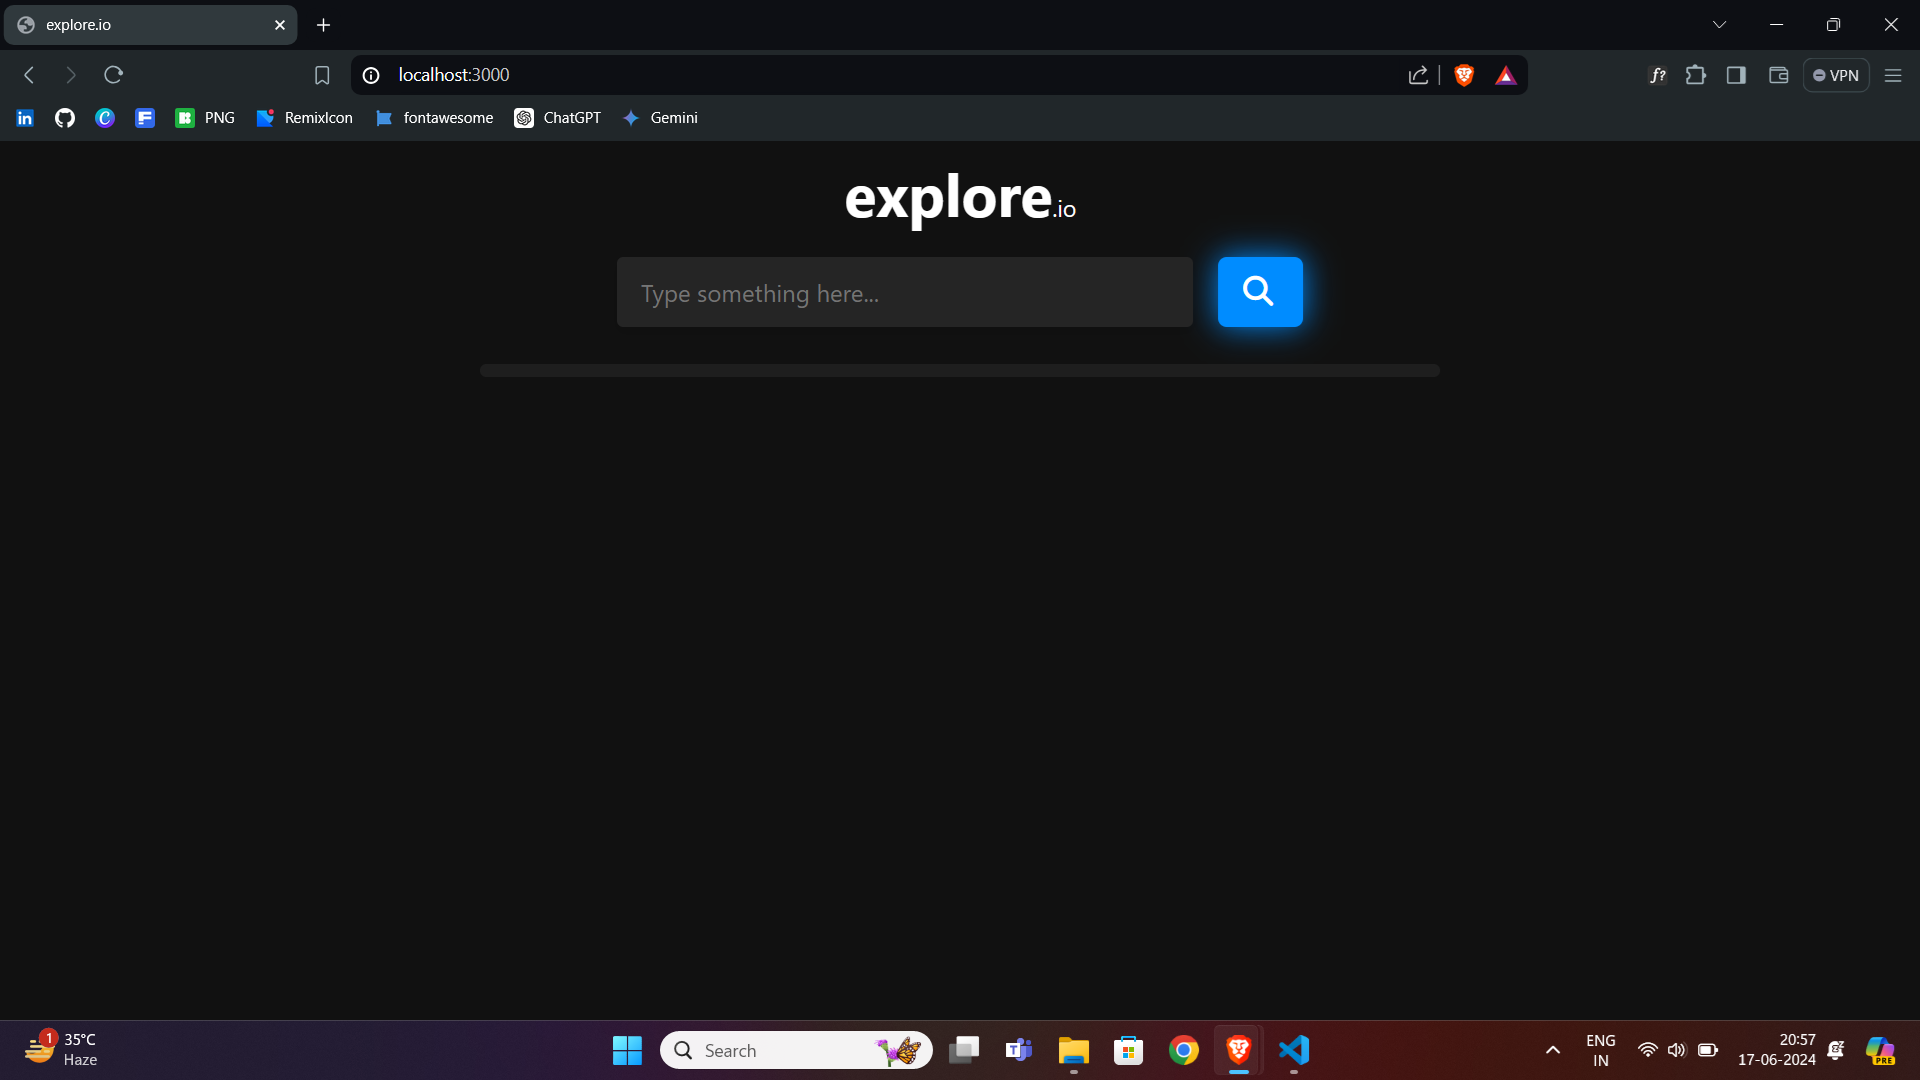 explore.io
localhost:3000
VPN
PNG
RemixIcon
fontawesome
ChatGPT
Gemini
explore.io
Type something here...
1
35°C
Haze
Search
ENG
IN
20:57
17-06-2024
PRE